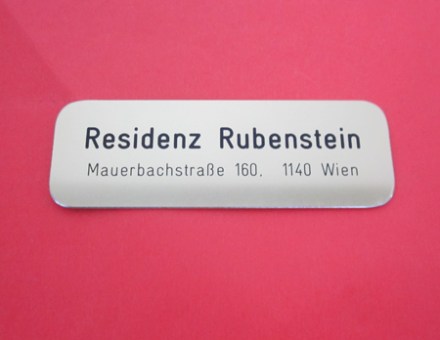 Residenz Rubenstein
Mauerbachstraße 160, 1140 Wien